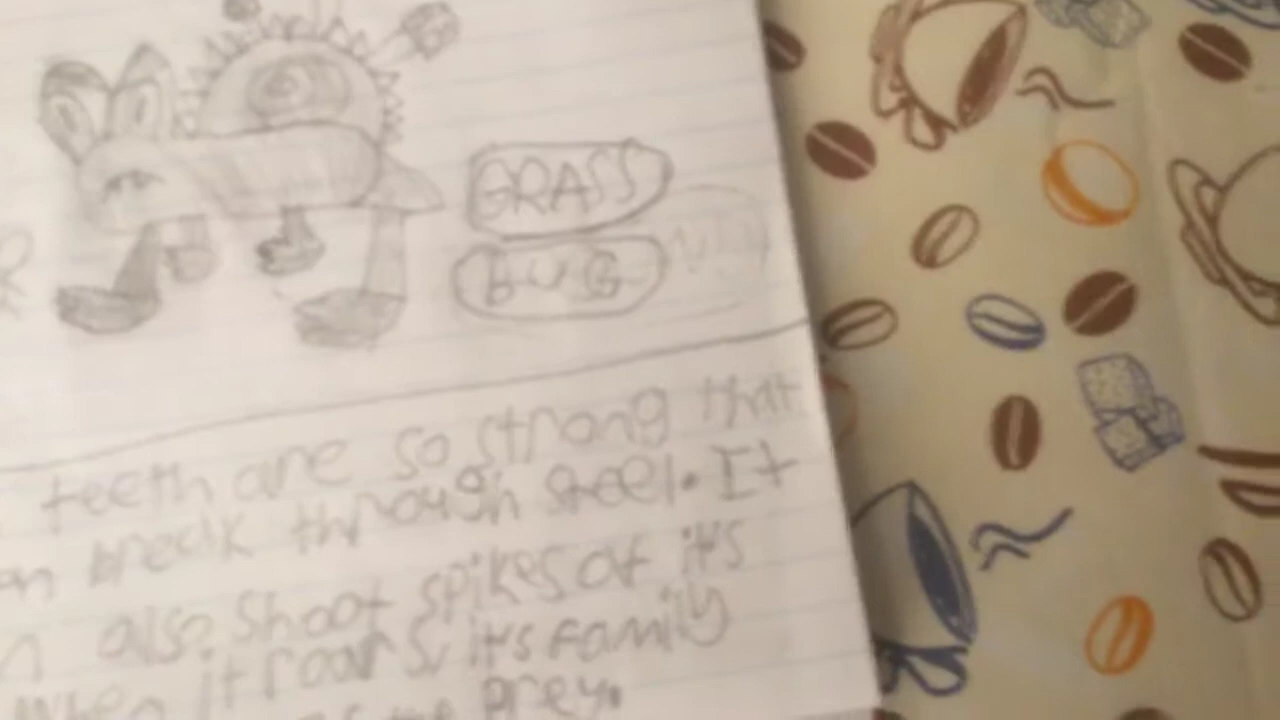 GRASS
BUG
teeth are so strong that
break through steel. It
also shoot spikes of it's
when it roars, it's family
prey.